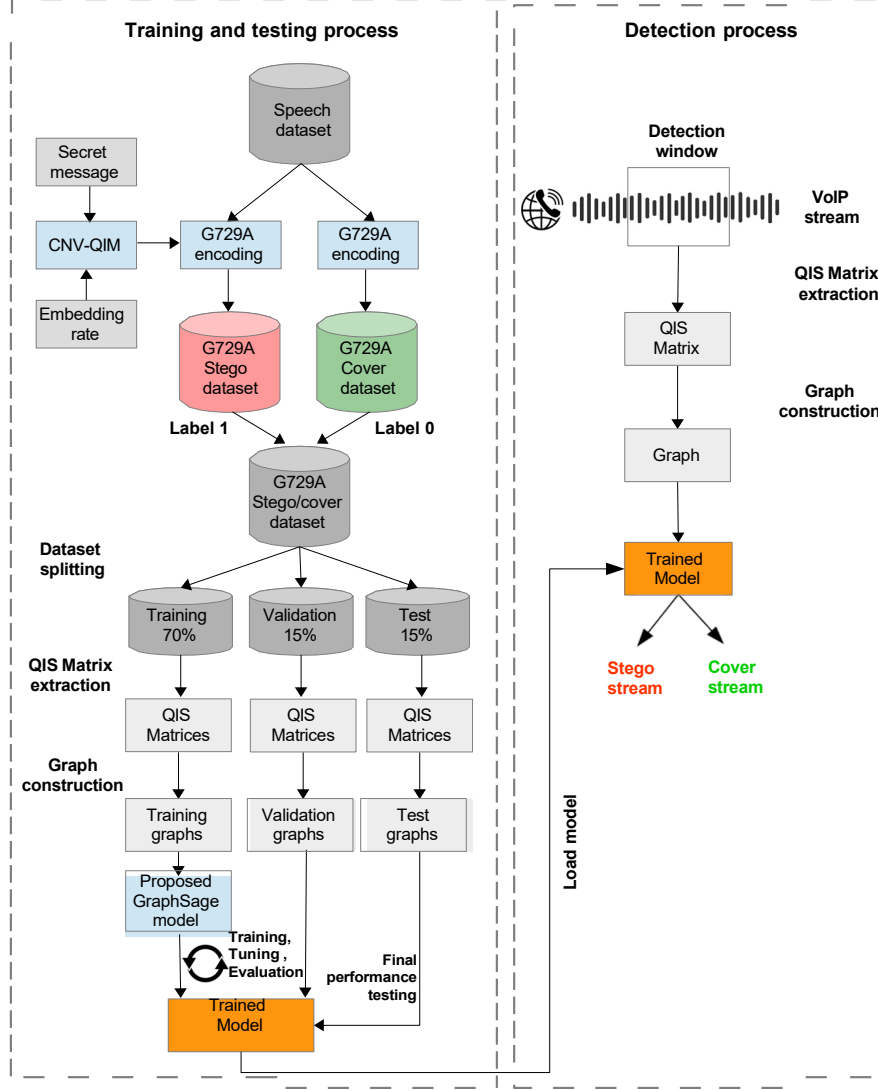 Training and testing process
Speech
dataset
Secret
message
CNV-QIM
G729A
encoding
G729A
encoding
Embedding
rate
G729A
Stego
dataset
G729A
Cover
dataset
Label 1
Label 0
G729A
Stego/cover
dataset
Dataset
splitting
Training
70%
Validation
15%
Test
15%
QIS Matrix
extraction
QIS
Matrices
QIS
Matrices
QIS
Matrices
Graph
construction
Training
graphs
Validation
graphs
Test
graphs
Proposed
GraphSage
model
Training,
Tuning ,
Evaluation
Final
performance
testing
Trained
Model
Load model
Detection process
Detection
window
VoIP
stream
QIS Matrix
extraction
QIS
Matrix
Graph
construction
Graph
Trained
Model
Stego
stream
Cover
stream